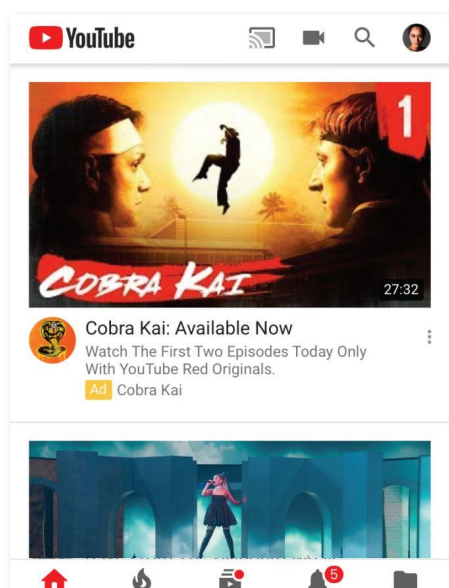 YouTube
1
COBRA KAI
27:32
Cobra Kai: Available Now
Watch The First Two Episodes Today Only
With YouTube Red Originals.
Ad Cobra Kai
5